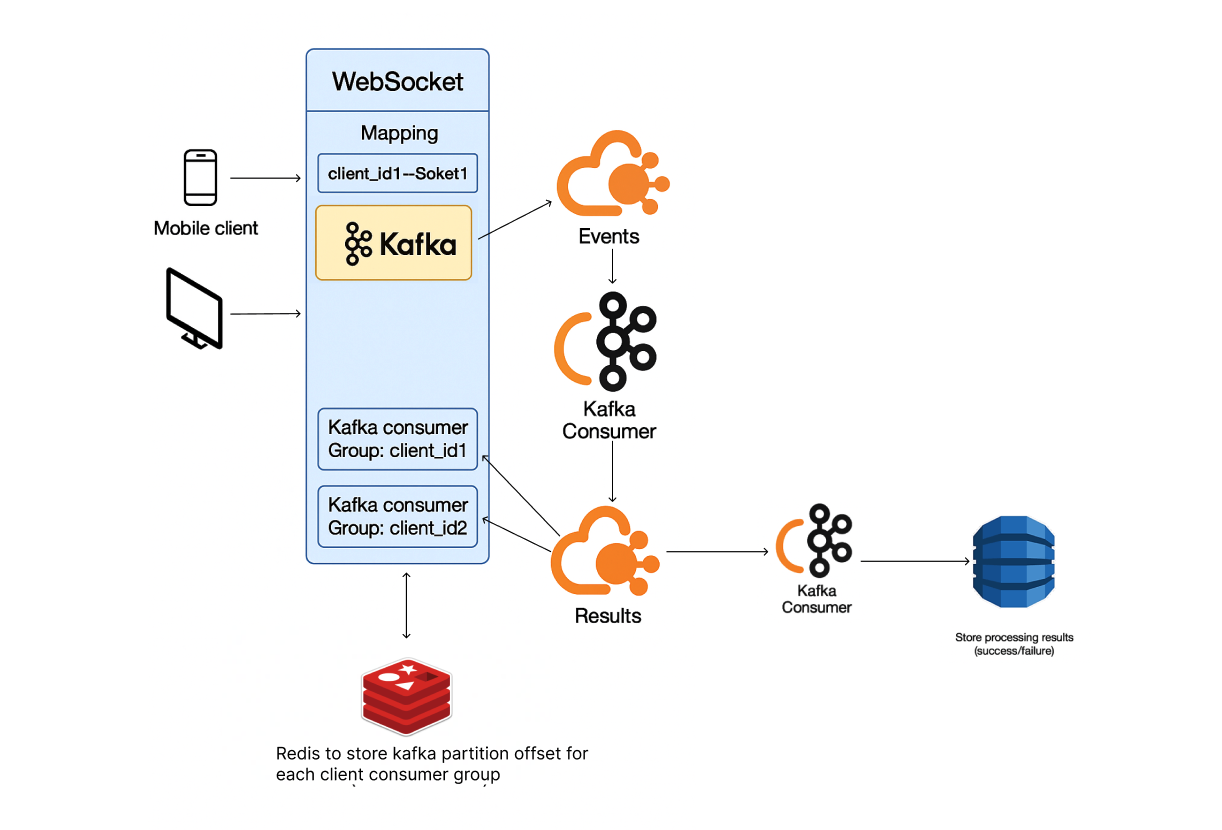 WebSocket
Mapping
client_id1--Soket1
Kafka
Mobile client
Events
Kafka
Consumer
Kafka consumer
Group: client_id1
Kafka consumer
Group: client_id2
Results
Kafka
Consumer
Store processing results
(success/failure)
Redis to store kafka partition offset for
each client consumer group